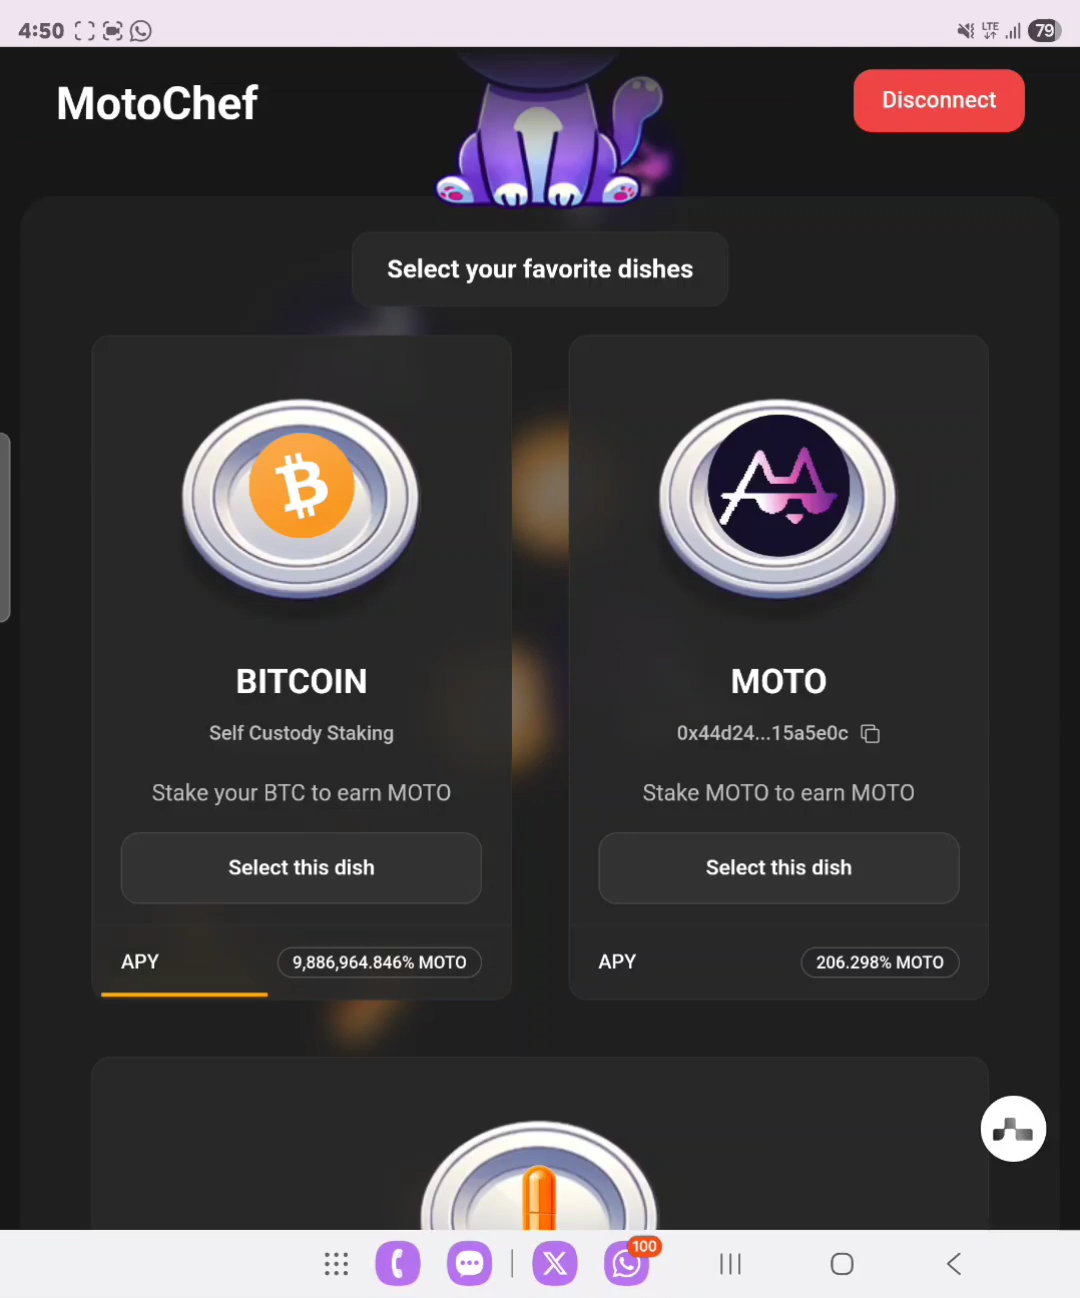 4:50
LTE
79
MotoChef
Disconnect
Select your favorite dishes
BITCOIN
Self Custody Staking
Stake your BTC to earn MOTO
Select this dish
APY
9,886,964.846% MOTO
MOTO
0x44d24...15a5e0c
Stake MOTO to earn MOTO
Select this dish
APY
206.298% MOTO
100